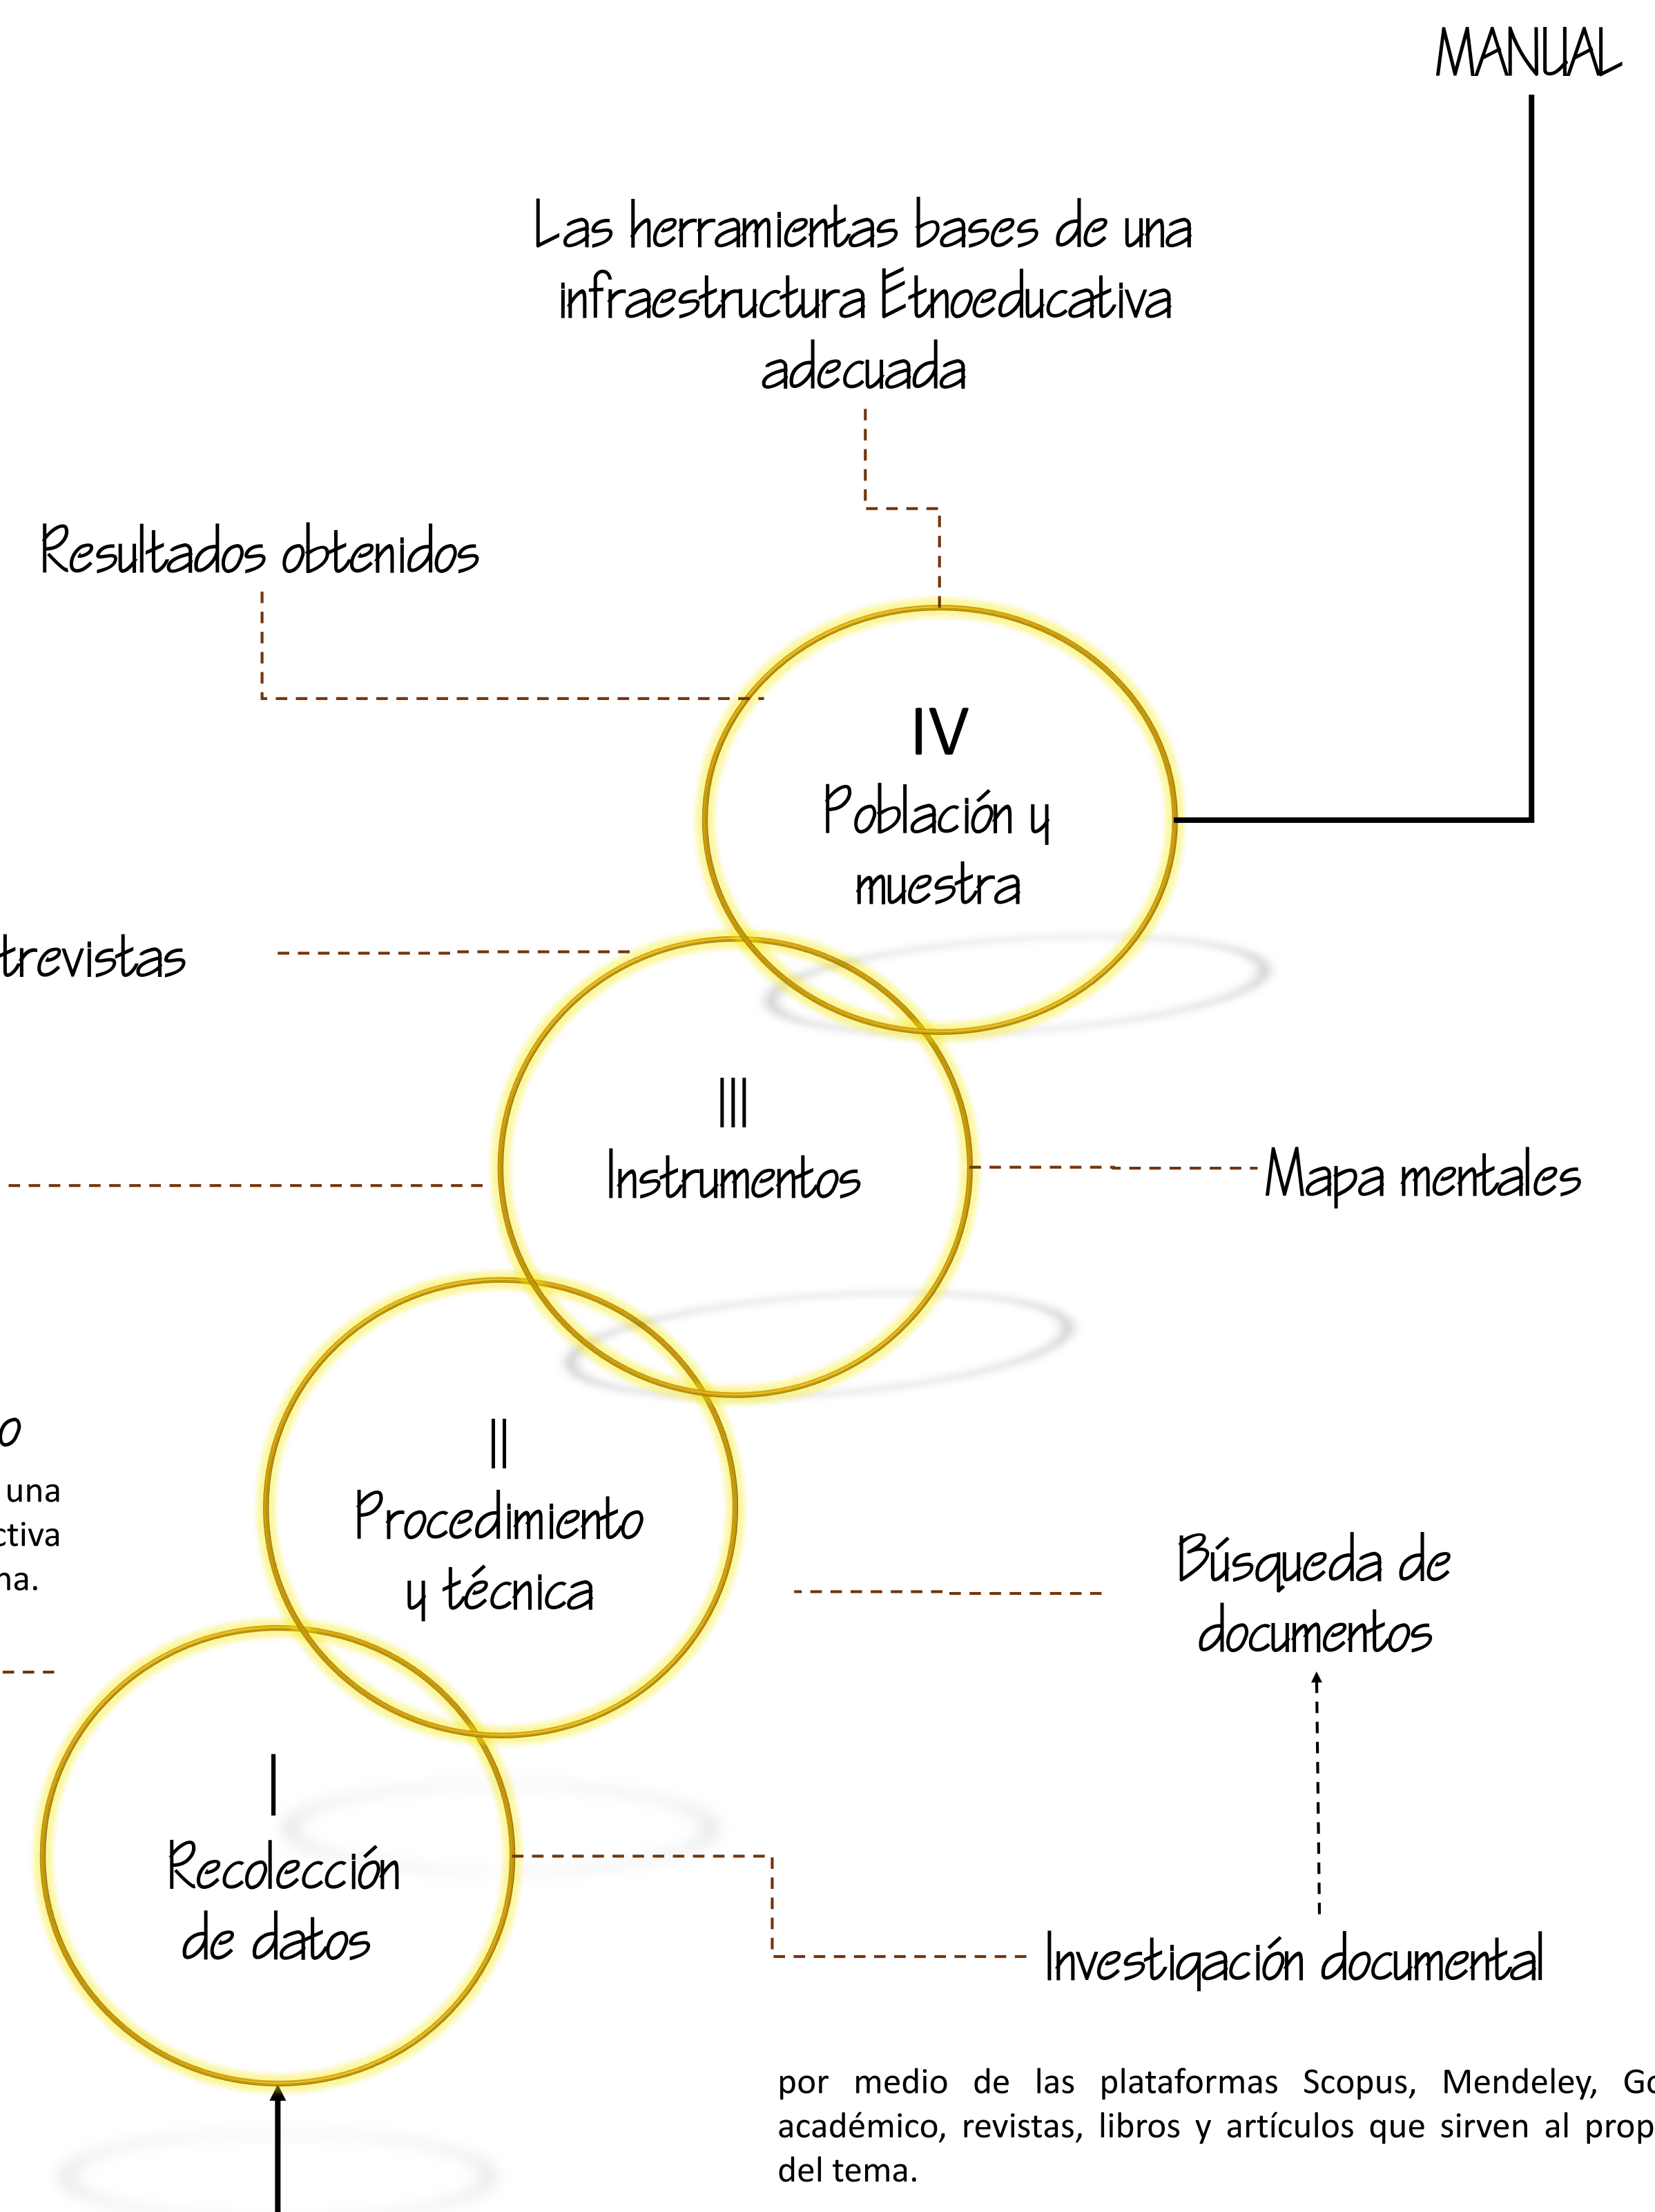 MANUAL
Las herramientas bases de una
infraestructura Etnoeducativa
adecuada
Resultados obtenidos
IV
Población y
muestra
trevistas
III
Instrumentos
Mapa mentales
II
Procedimiento
y técnica
o
una
ctiva
na.
Búsqueda de
documentos
I
Recolección
de datos
Investigación documental
por medio de las plataformas Scopus, Mendeley, Go
académico, revistas, libros y artículos que sirven al prop
del tema.